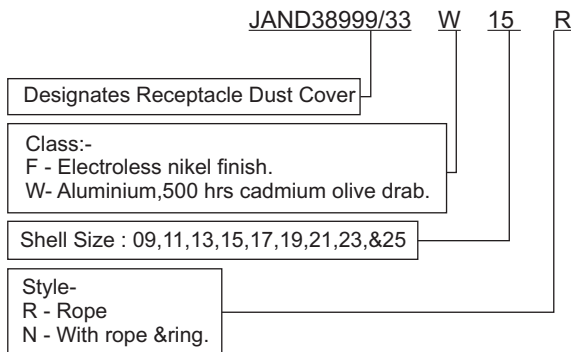 JAND38999/33 W 15 R
Designates Receptacle Dust Cover
Class:-
F - Electroless nikel finish.
W- Aluminium,500 hrs cadmium olive drab.
Shell Size : 09,11,13,15,17,19,21,23,&25
Style-
R - Rope
N - With rope &ring.